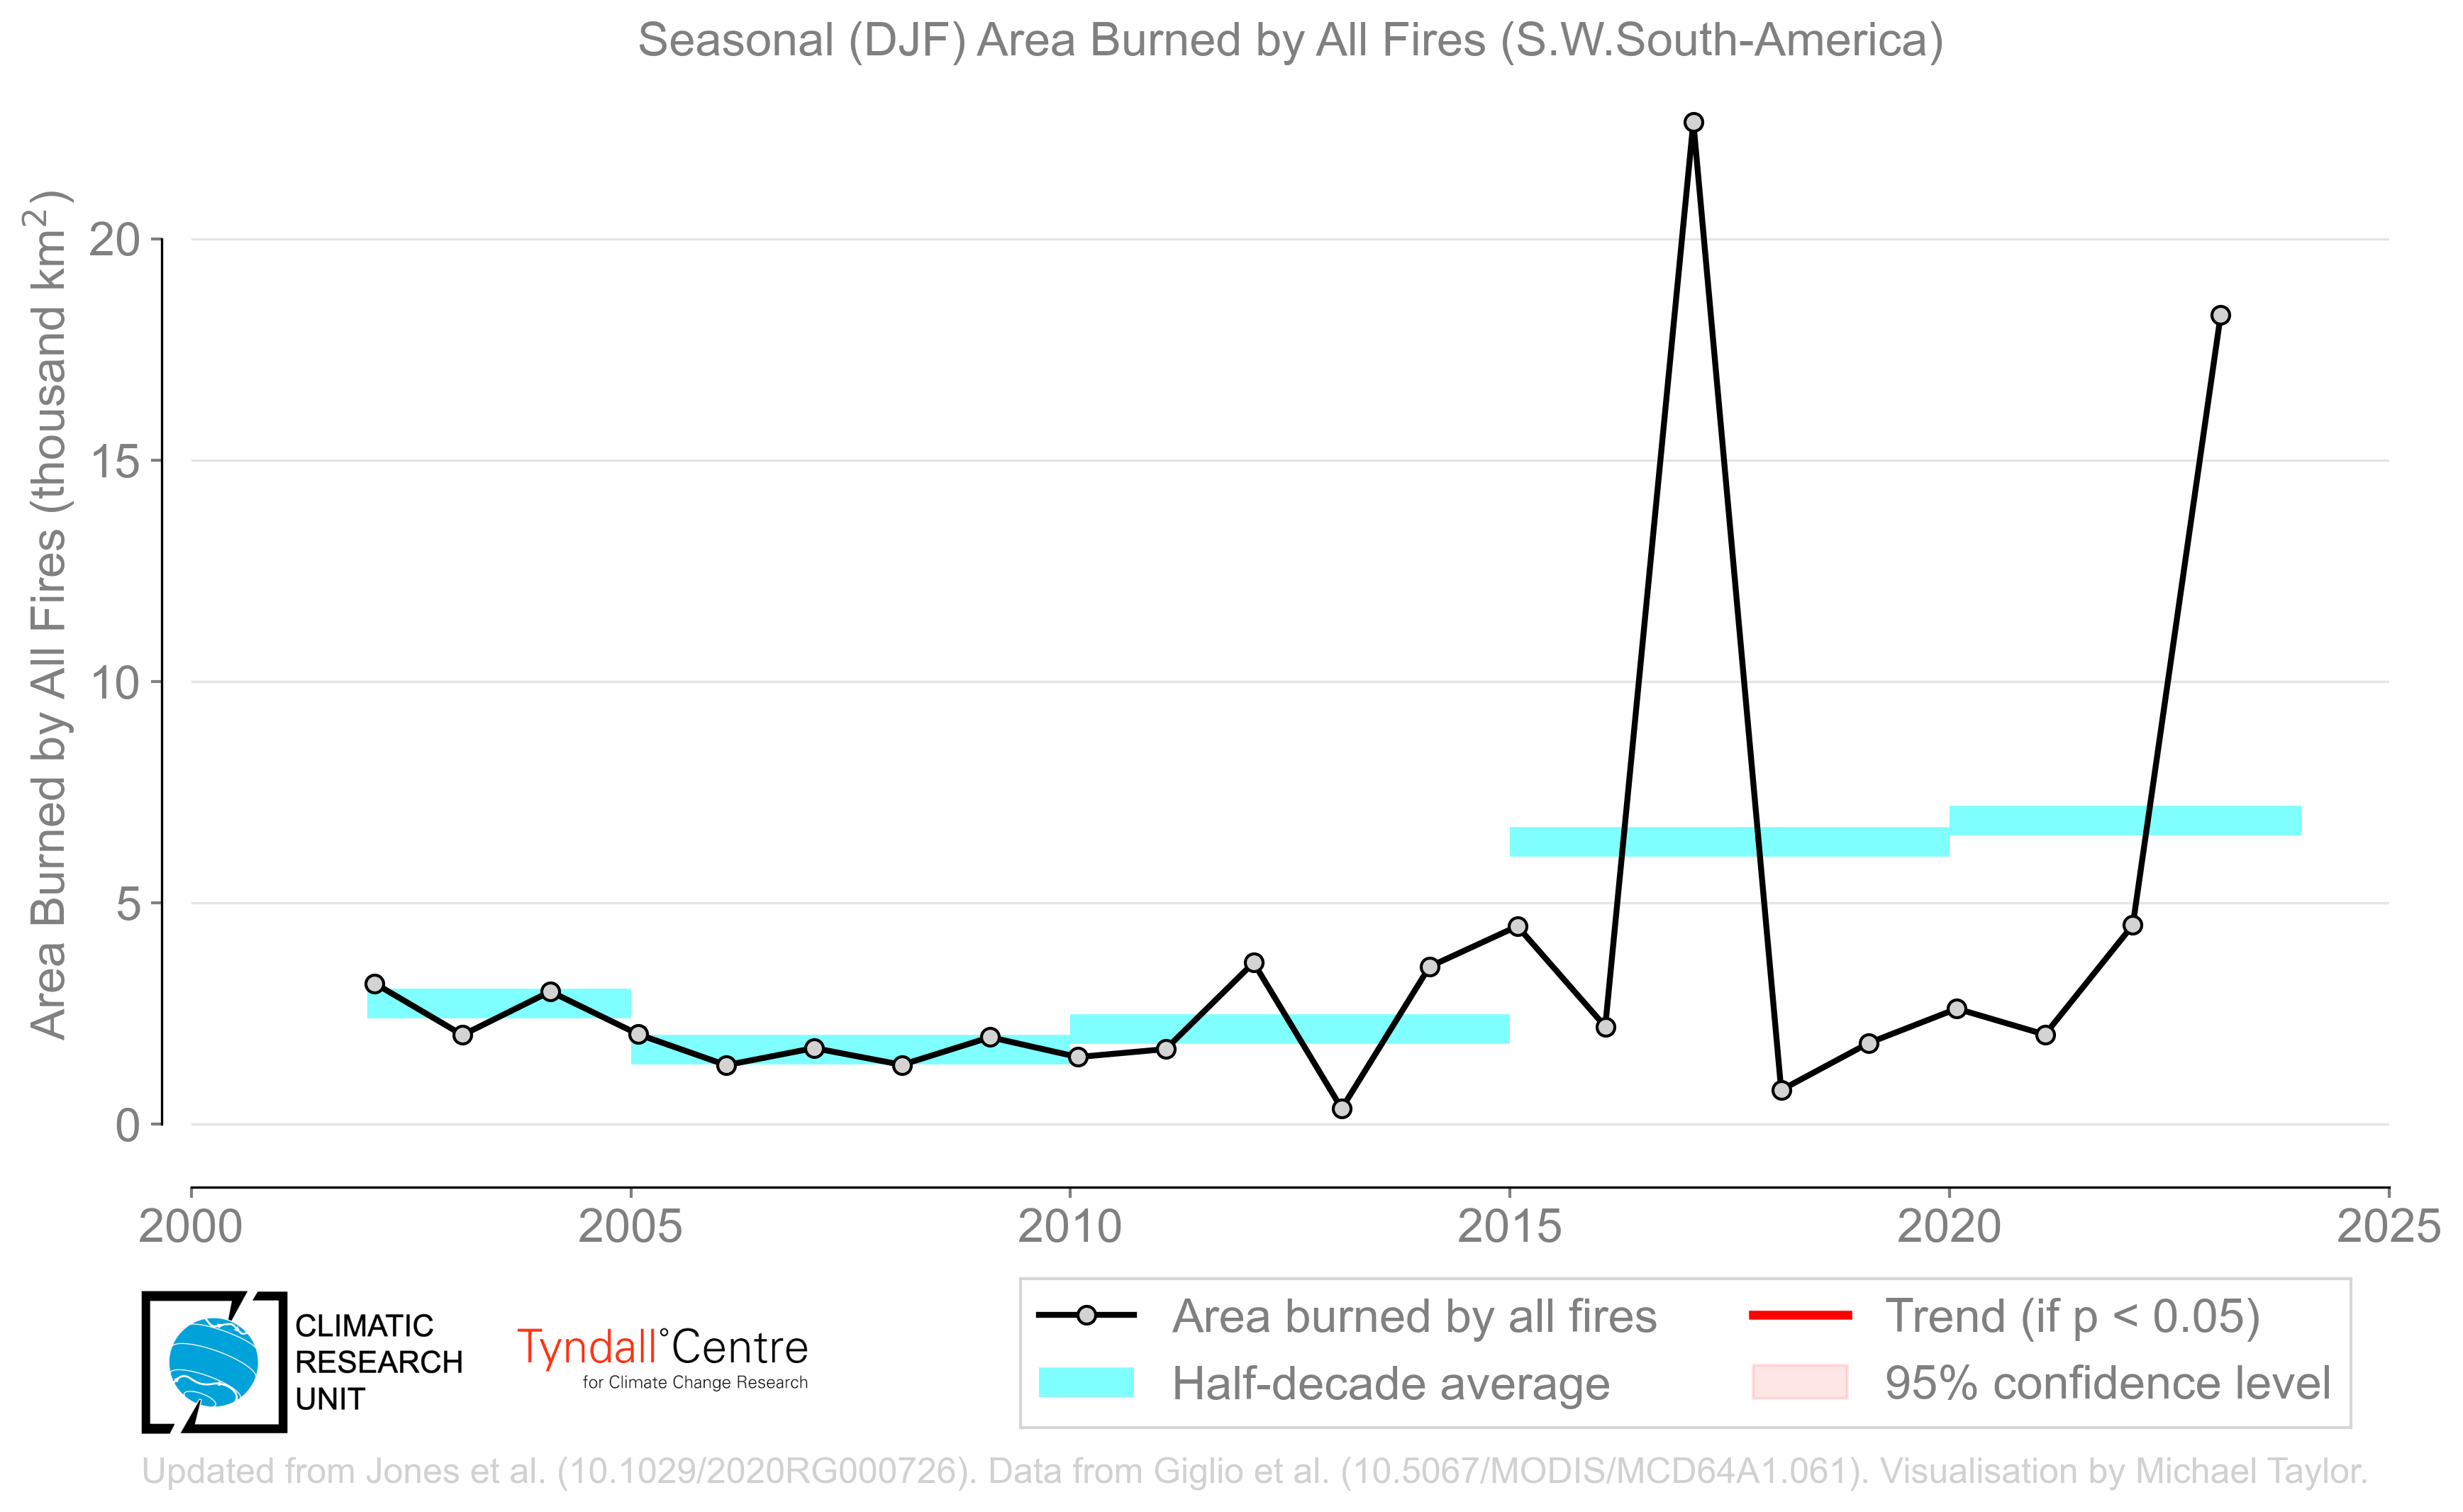 Seasonal (DJF) Area Burned by All Fires (S.W.South-America)
Area Burned by All Fires (thousand km²)
20
15
10
5
0
2000 2005 2010 2015 2020 2025
Area burned by all fires
Half-decade average
Trend (if p < 0.05)
95% confidence level
CLIMATIC
RESEARCH
UNIT
Tyndall°Centre
for Climate Change Research
Updated from Jones et al. (10.1029/2020RG000726). Data from Giglio et al. (10.5067/MODIS/MCD64A1.061). Visualisation by Michael Taylor.